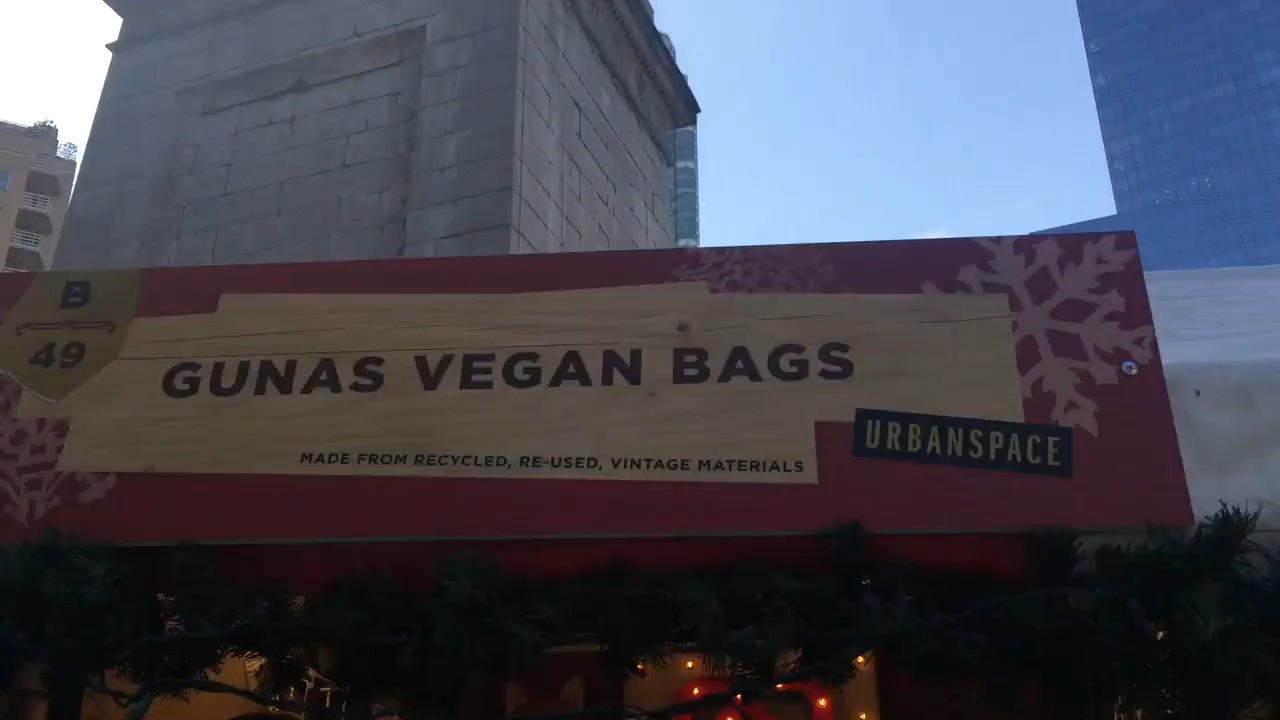 B
49
GUNAS VEGAN BAGS
MADE FROM RECYCLED, RE-USED, VINTAGE MATERIALS
URBANSPACE